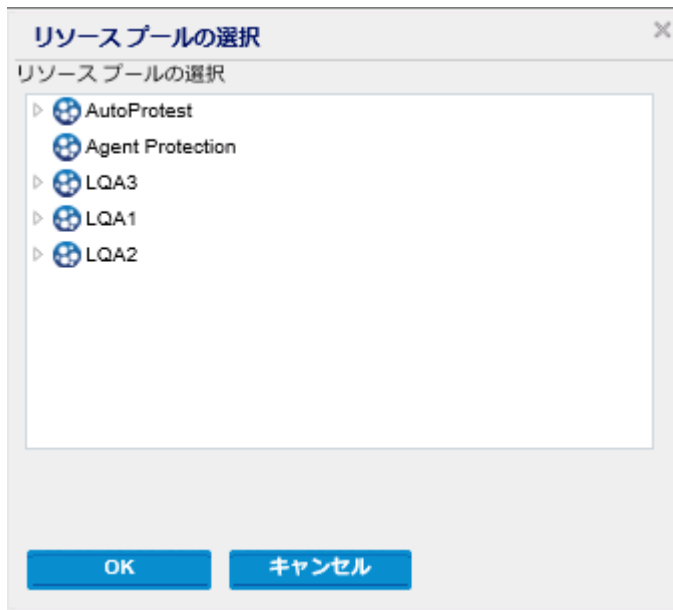 リソース プールの選択
リソース プールの選択
AutoProtest
Agent Protection
LQA3
LQA1
LQA2
OK キャンセル